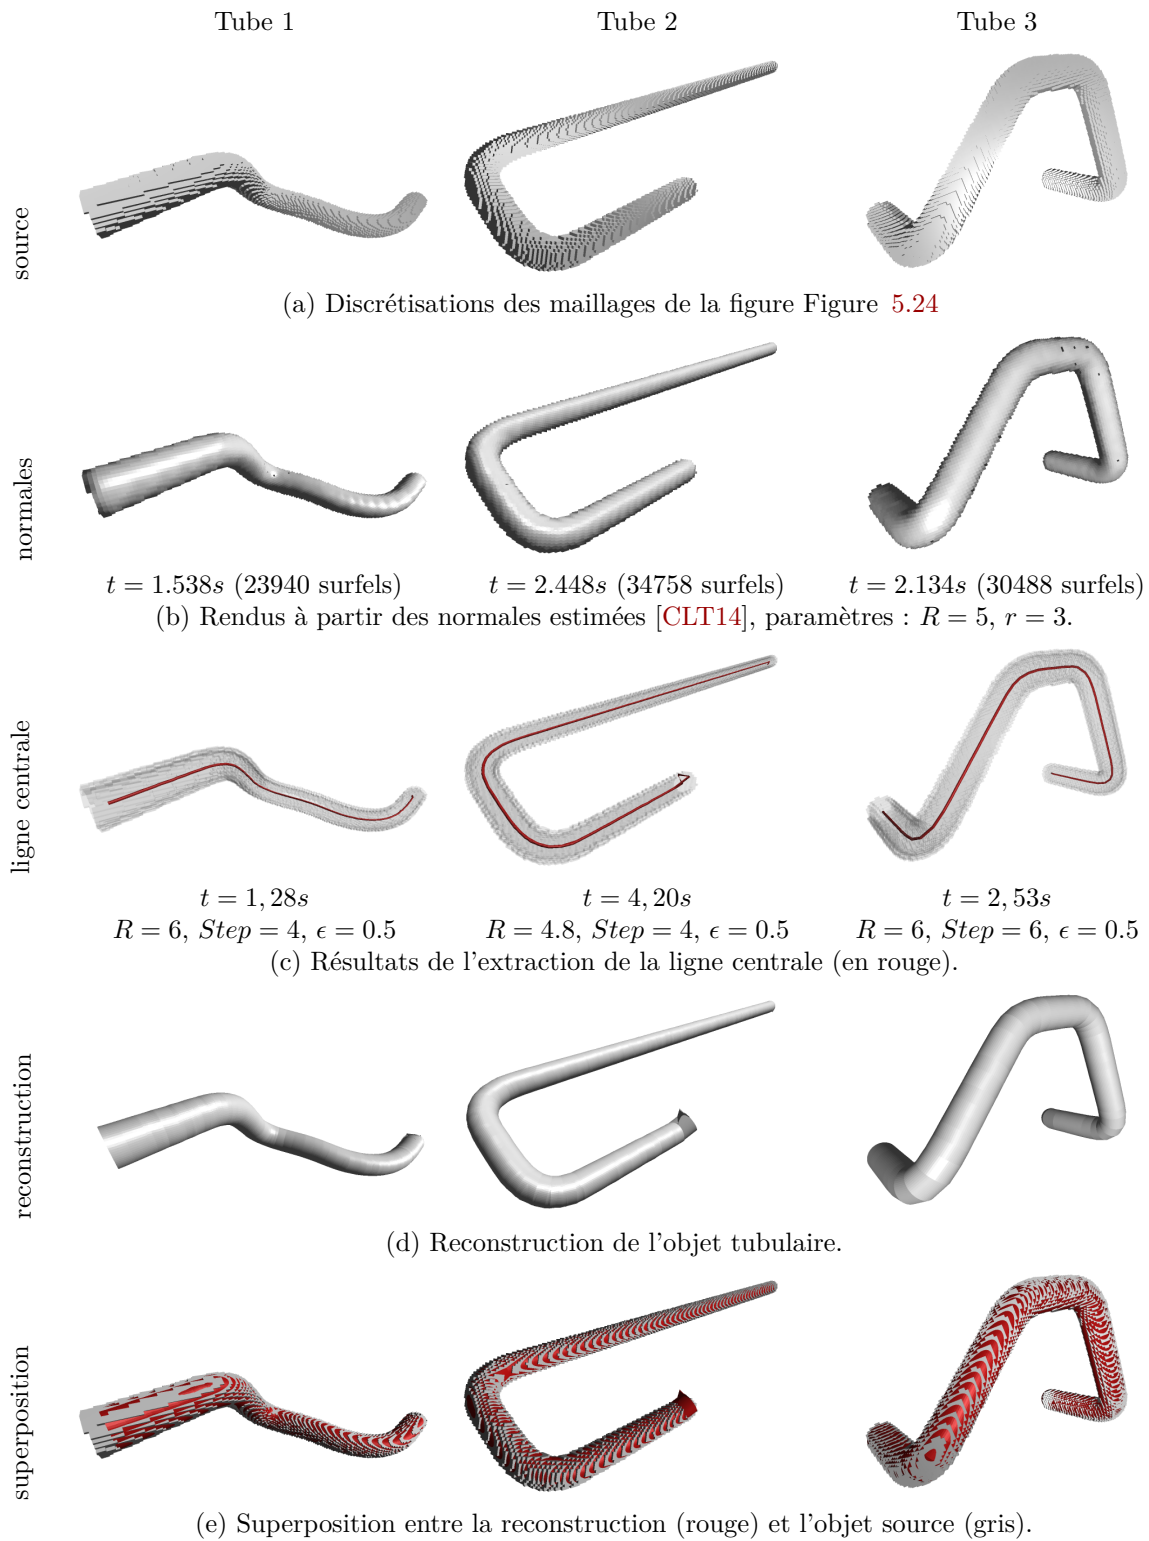 Tube 1 Tube 2 Tube 3
source
(a) Discrétisations des maillages de la figure Figure 5.24
normales
t = 1.538s (23940 surfels) t = 2.448s (34758 surfels) t = 2.134s (30488 surfels)
(b) Rendus à partir des normales estimées [CLT14], paramètres : R = 5, r = 3.
ligne centrale
t = 1,28s t = 4,20s t = 2,53s
R = 6, Step = 4, ϵ = 0.5 R = 4.8, Step = 4, ϵ = 0.5 R = 6, Step = 6, ϵ = 0.5
(c) Résultats de l'extraction de la ligne centrale (en rouge).
reconstruction
(d) Reconstruction de l'objet tubulaire.
superposition
(e) Superposition entre la reconstruction (rouge) et l'objet source (gris).